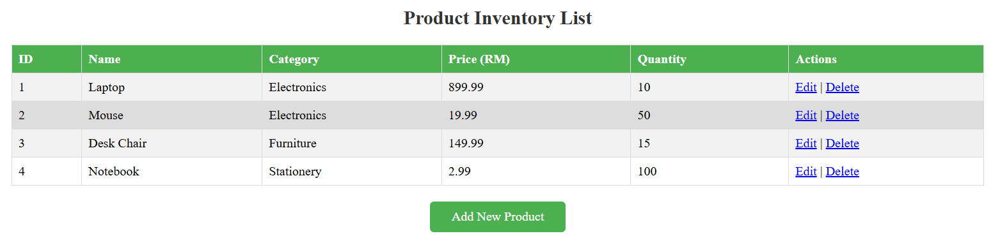 Product Inventory List
ID Name Category Price (RM) Quantity Actions
1 Laptop Electronics 899.99 10 Edit | Delete
2 Mouse Electronics 19.99 50 Edit | Delete
3 Desk Chair Furniture 149.99 15 Edit | Delete
4 Notebook Stationery 2.99 100 Edit | Delete
Add New Product